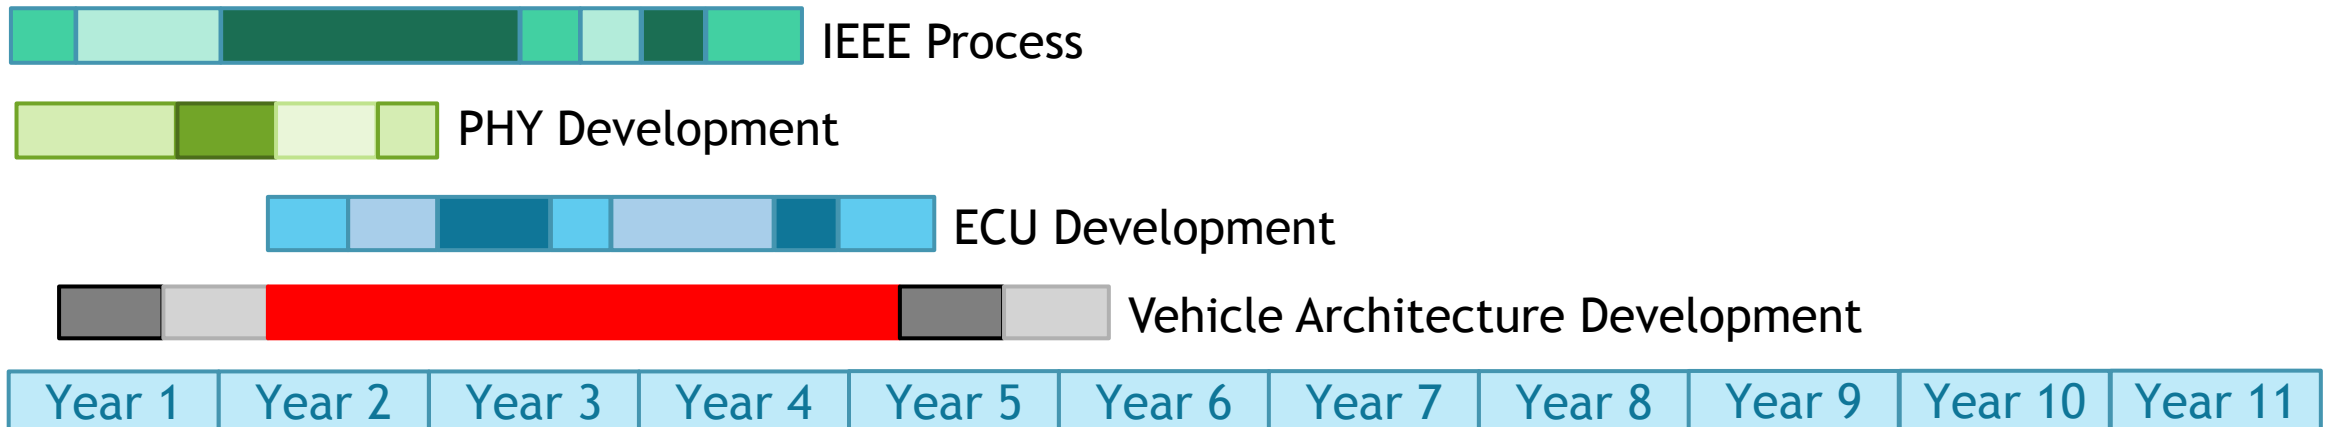 IEEE Process
PHY Development
ECU Development
Vehicle Architecture Development
Year 1 Year 2 Year 3 Year 4 Year 5 Year 6 Year 7 Year 8 Year 9 Year 10 Year 11